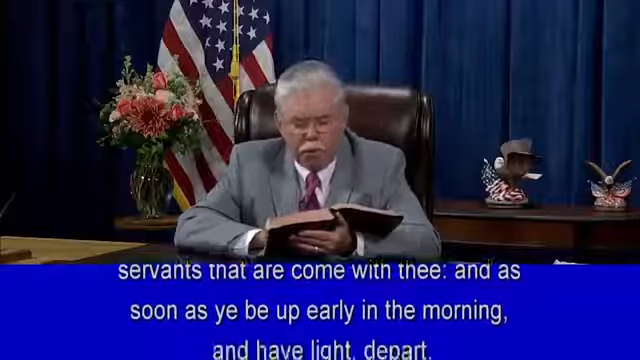 servants that are come with thee: and as
soon as ye be up early in the morning,
and have light, depart.